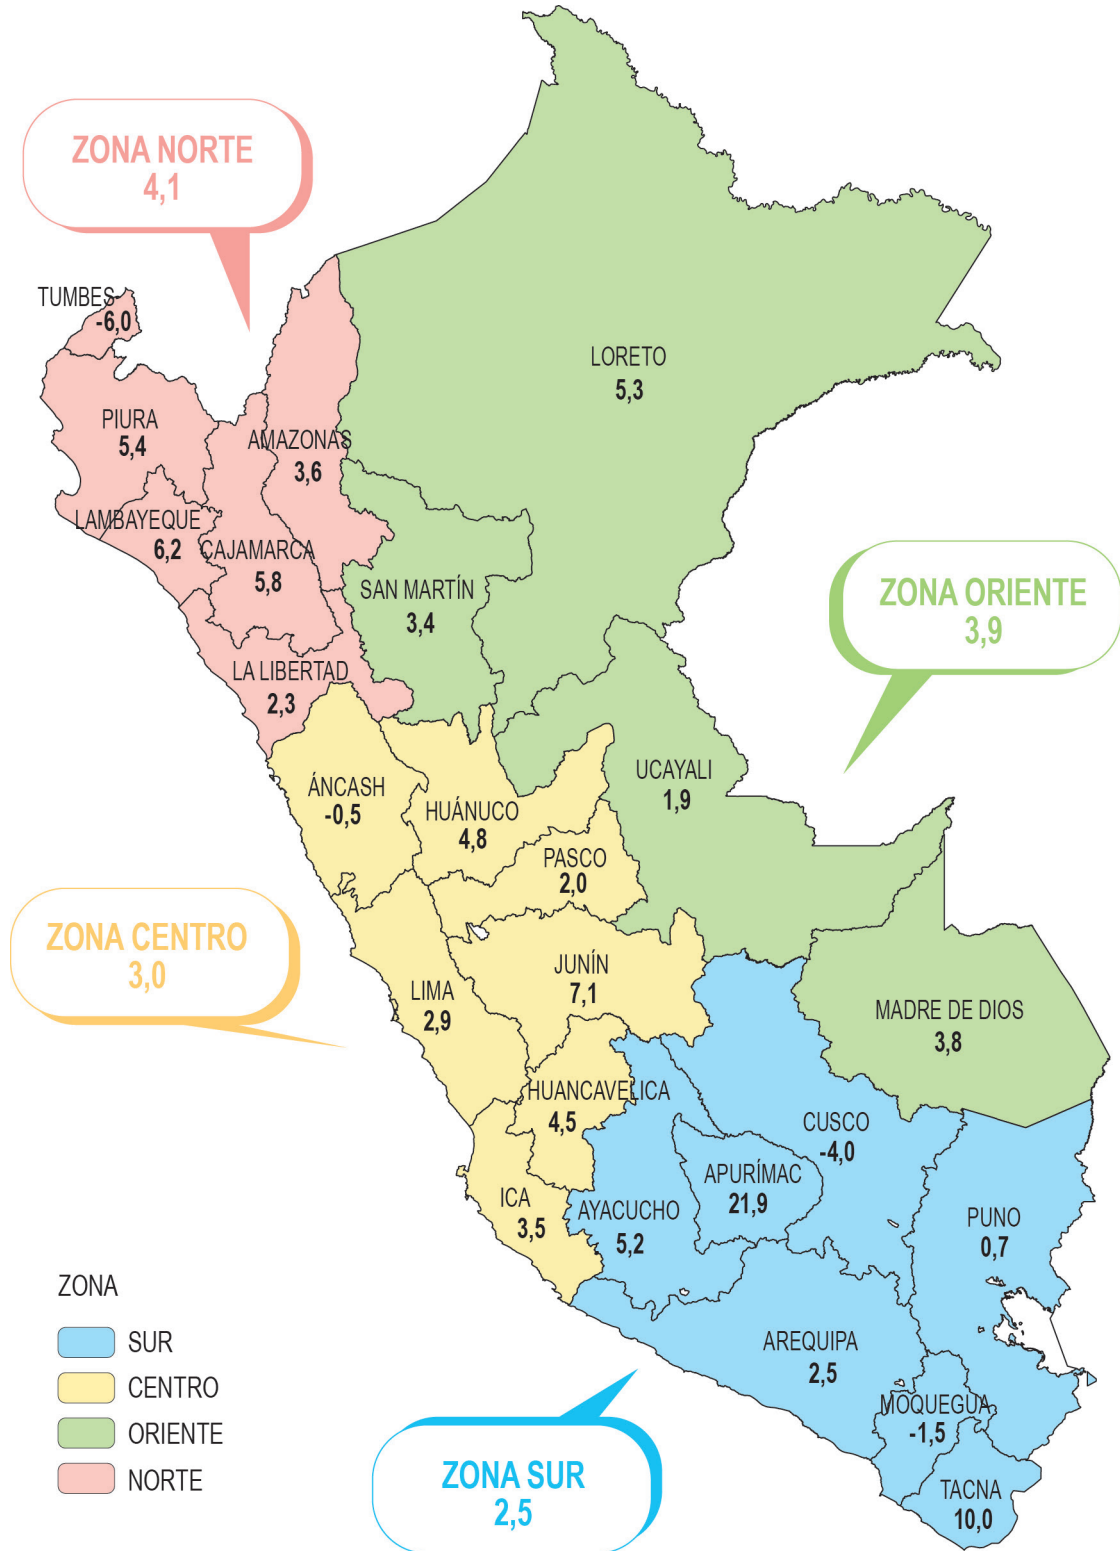 ZONA NORTE
4,1
TUMBES
-6,0
LORETO
5,3
PIURA
5,4
AMAZONAS
3,6
LAMBAYEQUE
6,2
CAJAMARCA
5,8
SAN MARTÍN
3,4
ZONA ORIENTE
3,9
LA LIBERTAD
2,3
UCAYALI
1,9
ÁNCASH
-0,5
HUÁNUCO
4,8
PASCO
2,0
ZONA CENTRO
3,0
JUNÍN
7,1
LIMA
2,9
MADRE DE DIOS
3,8
HUANCAVELICA
4,5
CUSCO
-4,0
APURÍMAC
21,9
ICA
3,5
AYACUCHO
5,2
PUNO
0,7
AREQUIPA
2,5
MOQUEGUA
-1,5
TACNA
10,0
ZONA SUR
2,5
ZONA
SUR
CENTRO
ORIENTE
NORTE